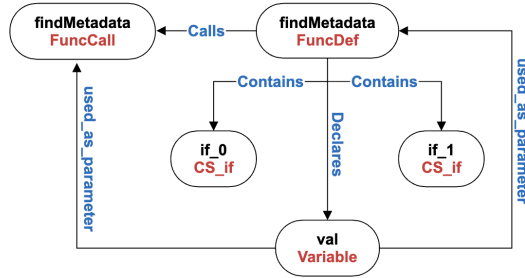 findMetadata
FuncCall
Calls
findMetadata
FuncDef
Contains
Contains
used_as_parameter
Declares
used_as_parameter
if_0
CS_if
if_1
CS_if
val
Variable